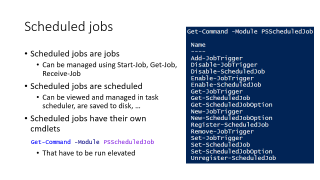 Scheduled jobs
• Scheduled jobs are jobs
• Can be managed using Start-Job, Get-Job,
Receive-Job
• Scheduled jobs are scheduled
• Can be viewed and managed in task
scheduler, are saved to disk, ...
• Scheduled jobs have their own
cmdlets
Get-Command -Module PSScheduledJob
• That have to be run elevated
Get-Command -Module PSScheduledJob
Name
----
Add-JobTrigger
Disable-JobTrigger
Disable-ScheduledJob
Enable-JobTrigger
Enable-ScheduledJob
Get-JobTrigger
Get-ScheduledJob
Get-ScheduledJobOption
New-JobTrigger
New-ScheduledJobOption
Register-ScheduledJob
Remove-JobTrigger
Set-JobTrigger
Set-ScheduledJob
Set-ScheduledJobOption
Unregister-ScheduledJob